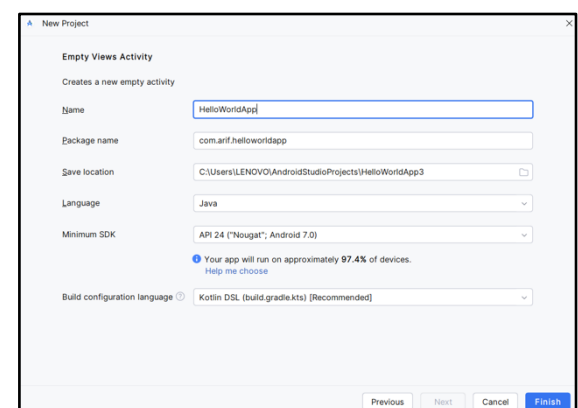 New Project
Empty Views Activity
Creates a new empty activity
Name HelloWorldApp
Package name com.arif.helloworldapp
Save location C:\Users\LENOVO\AndroidStudioProjects\HelloWorldApp3
Language Java
Minimum SDK API 24 ("Nougat"; Android 7.0)
Your app will run on approximately 97.4% of devices.
Help me choose
Build configuration language Kotlin DSL (build.gradle.kts) [Recommended]
Previous Next Cancel Finish